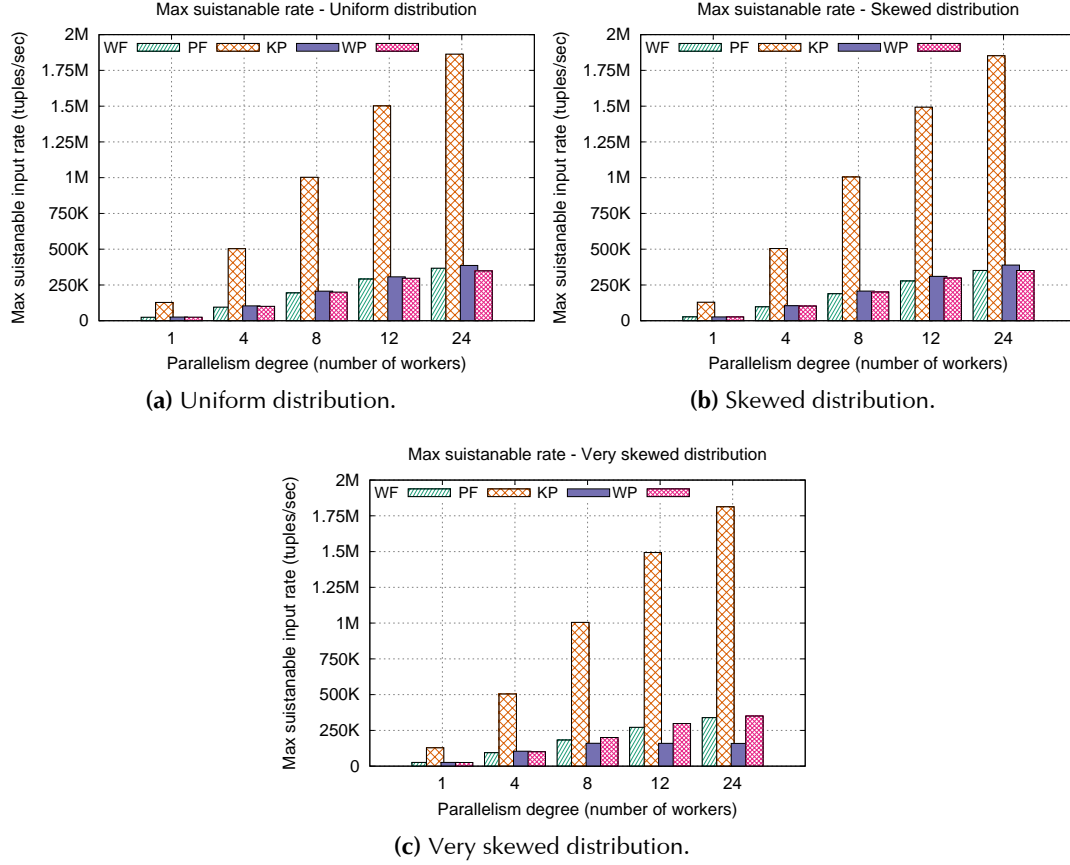 Max suistanable rate - Uniform distribution
Max suistanable input rate (tuples/sec)
2M
1.75M
1.5M
1.25M
1M
750K
500K
250K
0
WF PF KP WP
1 4 8 12 24
Parallelism degree (number of workers)
(a) Uniform distribution.
Max suistanable rate - Skewed distribution
Max suistanable input rate (tuples/sec)
2M
1.75M
1.5M
1.25M
1M
750K
500K
250K
0
WF PF KP WP
1 4 8 12 24
Parallelism degree (number of workers)
(b) Skewed distribution.
Max suistanable rate - Very skewed distribution
Max suistanable input rate (tuples/sec)
2M
1.75M
1.5M
1.25M
1M
750K
500K
250K
0
WF PF KP WP
1 4 8 12 24
Parallelism degree (number of workers)
(c) Very skewed distribution.